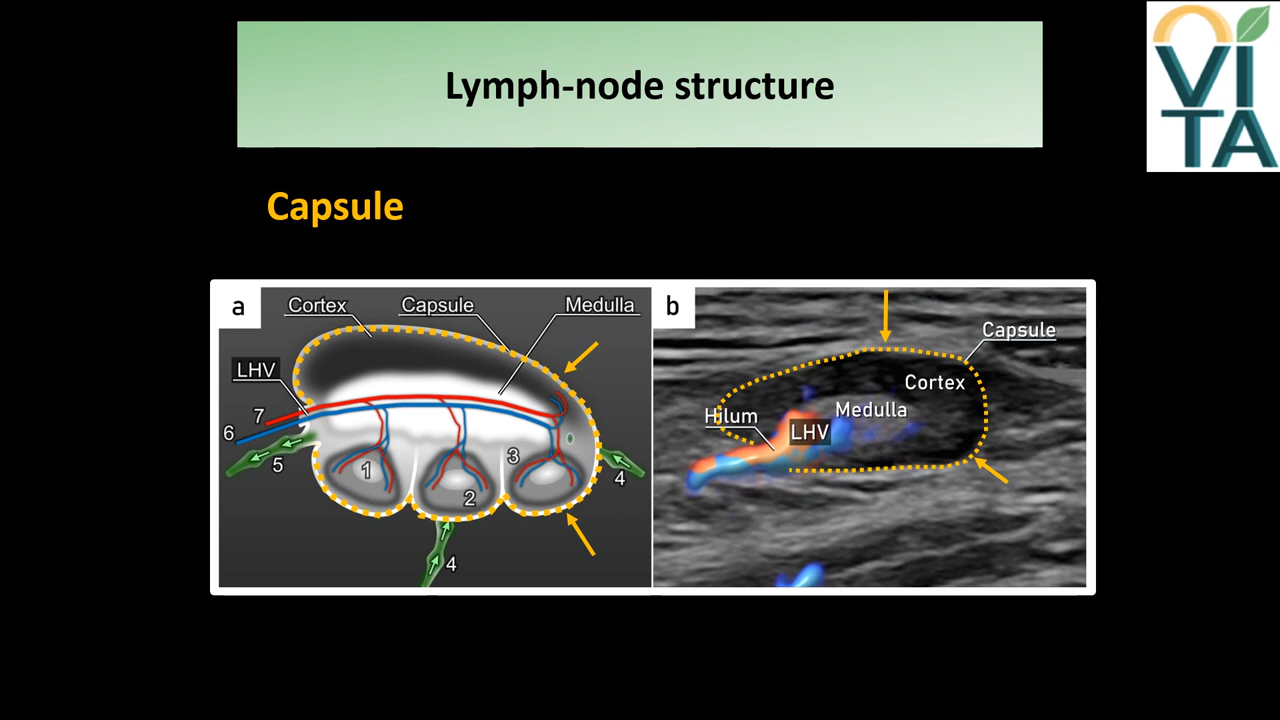 Lymph-node structure
VI
TA
Capsule
a
Cortex
Capsule
Medulla
LHV
7
6
5
1
2
3
4
4
b
Capsule
Cortex
Medulla
Hilum
LHV